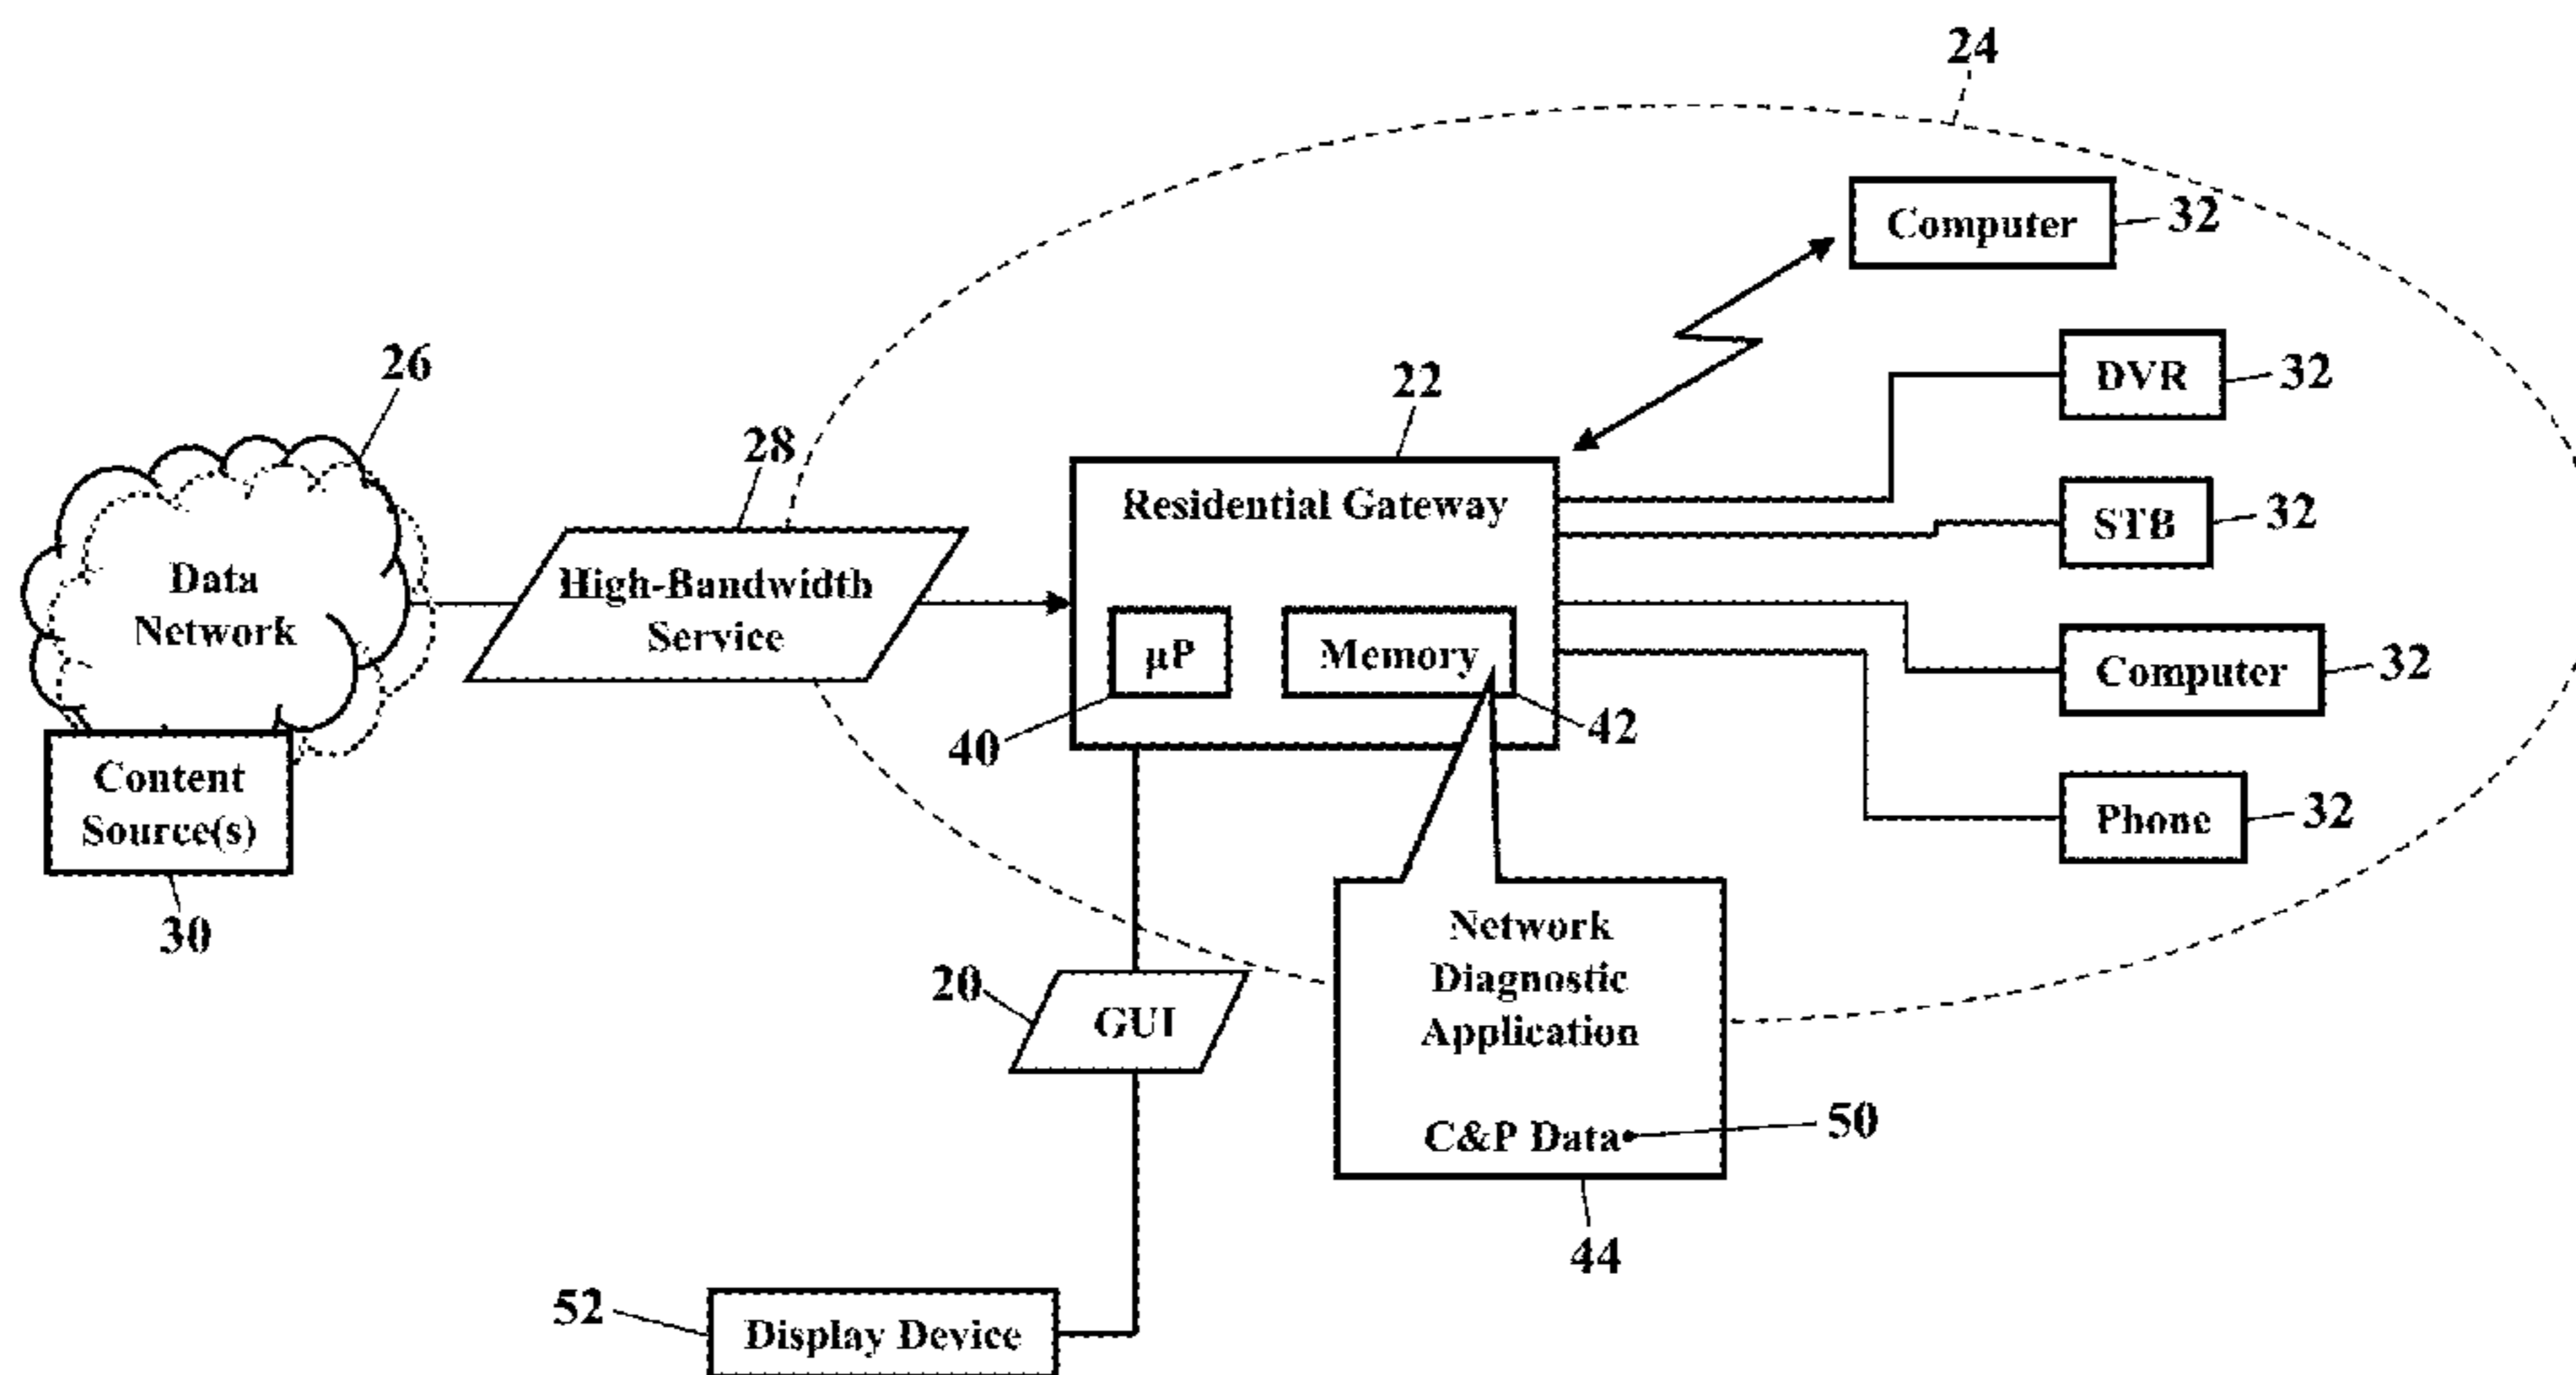 24
Computer
32
26
22
DVR
32
28
Residential Gateway
STB
32
Data
Network
High-Bandwidth
Service
µP
Memory
Computer
32
40
42
Content
Source(s)
Phone
32
30
Network
Diagnostic
Application
20
GUI
C&P Data
50
44
52
Display Device